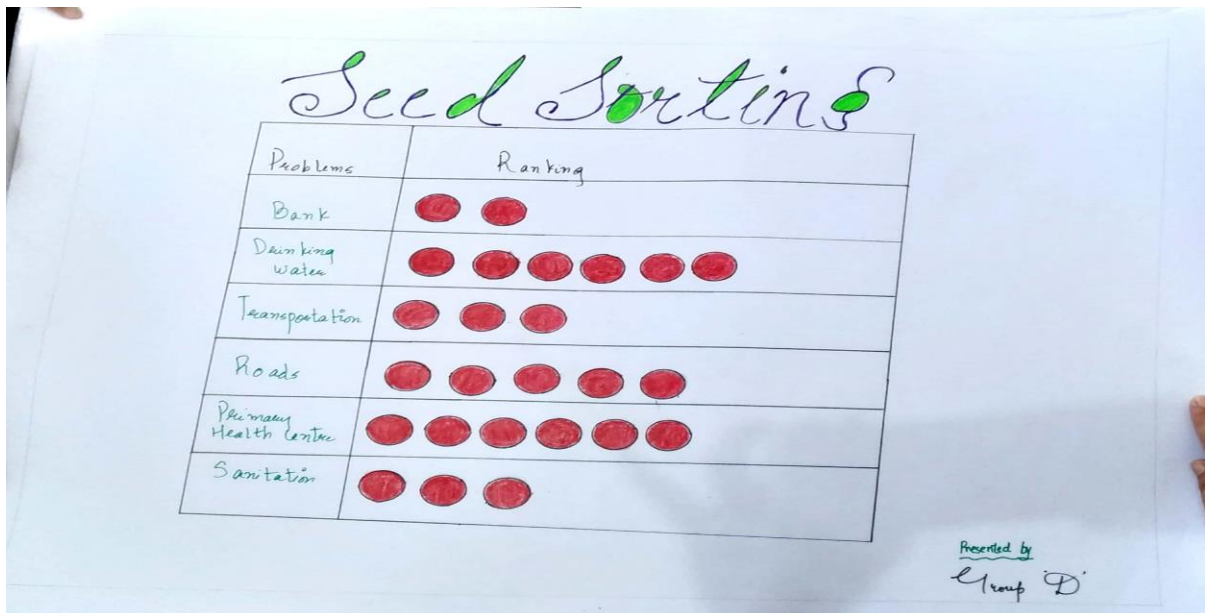 Seed Sorting
Problems Ranking
Bank
Drinking
water
Transportation
Roads
Primary
Health Centre
Sanitation
Presented by
Group 'D'